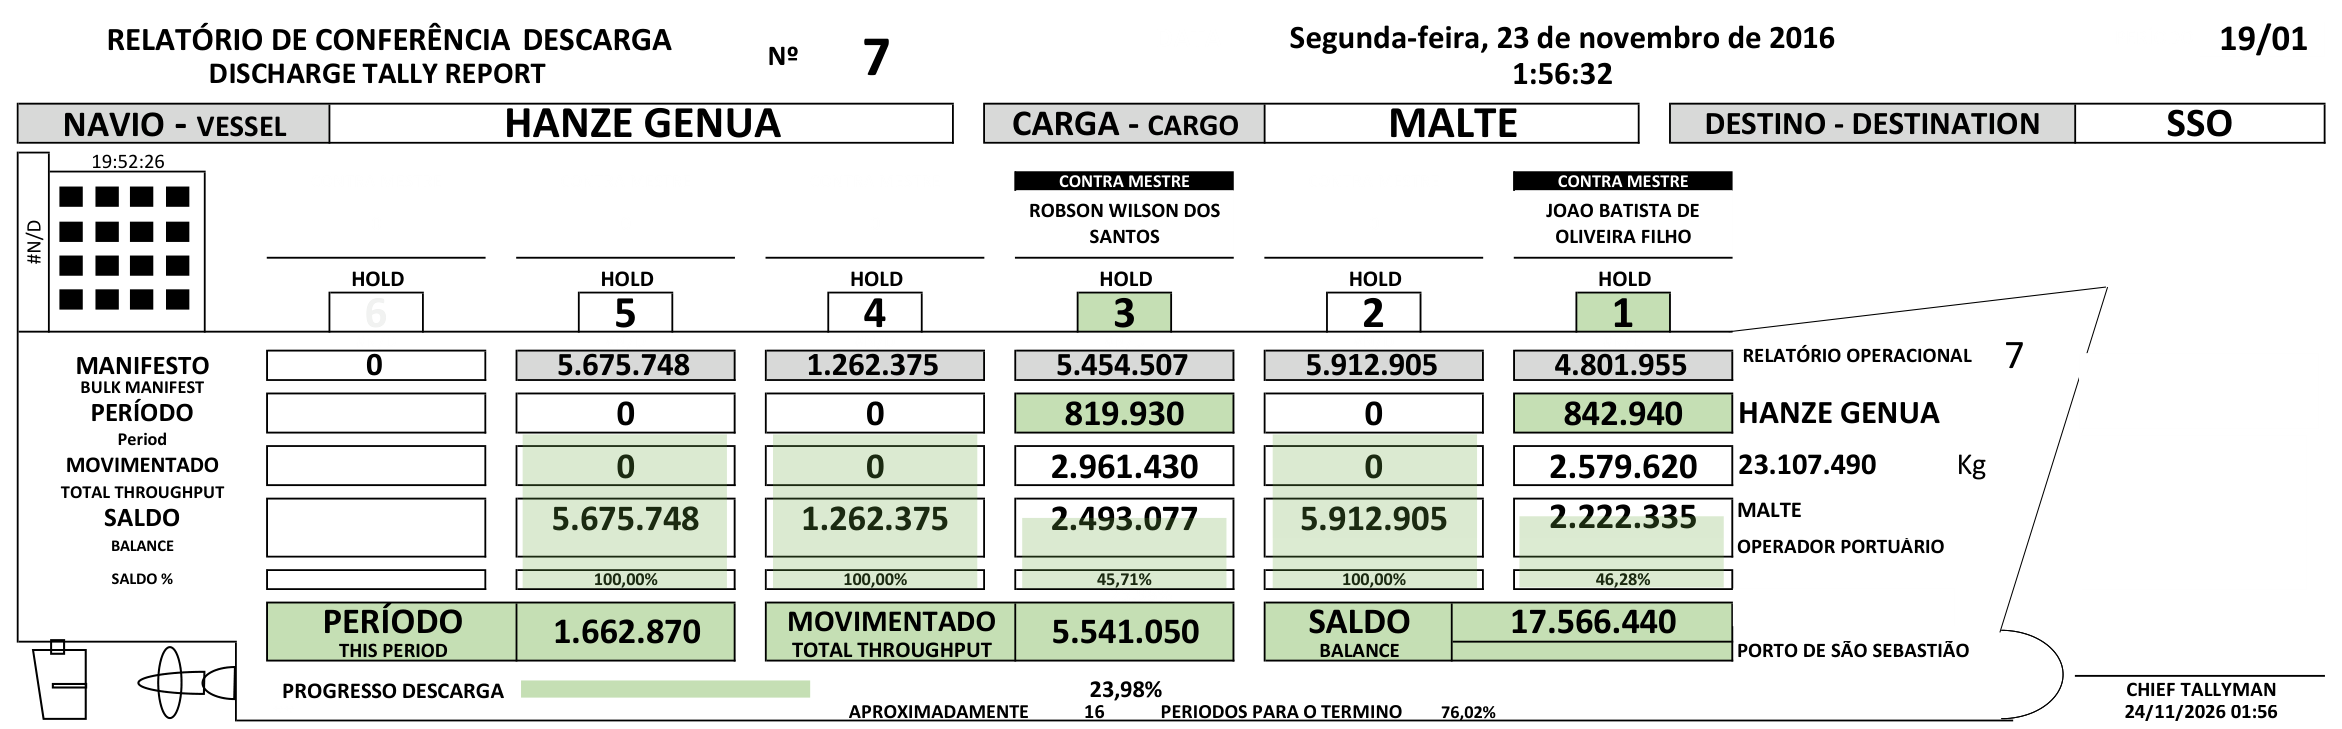 RELATÓRIO DE CONFERÊNCIA DESCARGA
DISCHARGE TALLY REPORT
Nº 7
Segunda-feira, 23 de novembro de 2016
1:56:32
19/01
NAVIO - VESSEL HANZE GENUA CARGA - CARGO MALTE DESTINO - DESTINATION SSO
19:52:26
#N/D
CONTRA MESTRE CONTRA MESTRE
ROBSON WILSON DOS JOAO BATISTA DE
SANTOS OLIVEIRA FILHO
HOLD HOLD HOLD HOLD HOLD HOLD
6 5 4 3 2 1
MANIFESTO 0 5.675.748 1.262.375 5.454.507 5.912.905 4.801.955 RELATÓRIO OPERACIONAL 7
BULK MANIFEST
PERÍODO 0 0 819.930 0 842.940 HANZE GENUA
Period
MOVIMENTADO 0 0 2.961.430 0 2.579.620 23.107.490 Kg
TOTAL THROUGHPUT
SALDO 5.675.748 1.262.375 2.493.077 5.912.905 2.222.335 MALTE
BALANCE OPERADOR PORTUÁRIO
SALDO % 100,00% 100,00% 45,71% 100,00% 46,28%
PERÍODO 1.662.870 MOVIMENTADO 5.541.050 SALDO 17.566.440
THIS PERIOD TOTAL THROUGHPUT BALANCE PORTO DE SÃO SEBASTIÃO
PROGRESSO DESCARGA 23,98% CHIEF TALLYMAN
APROXIMADAMENTE 16 PERIODOS PARA O TERMINO 76,02% 24/11/2026 01:56